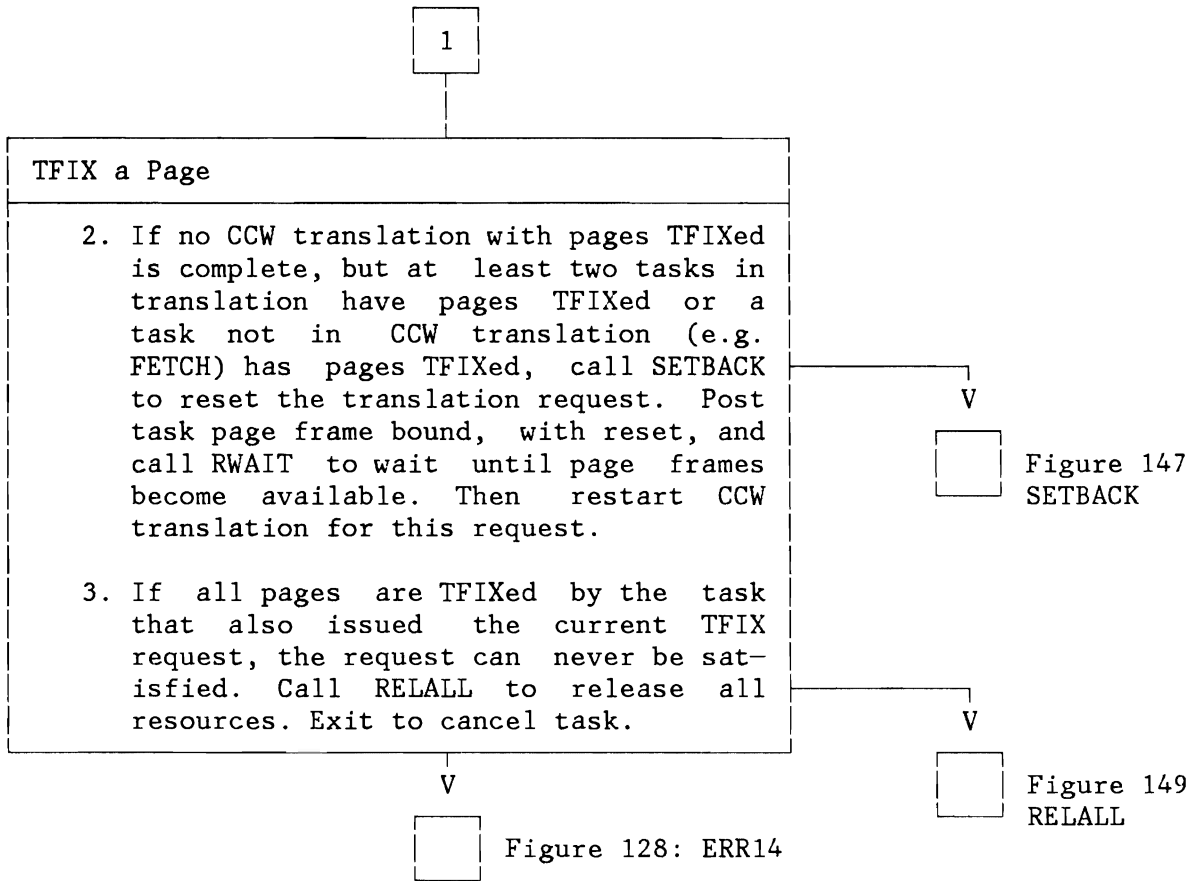 1
TFIX a Page
2. If no CCW translation with pages TFIXed
is complete, but at least two tasks in
translation have pages TFIXed or a
task not in CCW translation (e.g.
FETCH) has pages TFIXed, call SETBACK
to reset the translation request. Post
task page frame bound, with reset, and
call RWAIT to wait until page frames
become available. Then restart CCW
translation for this request.
V
Figure 147
SETBACK
3. If all pages are TFIXed by the task
that also issued the current TFIX
request, the request can never be sat-
isfied. Call RELALL to release all
resources. Exit to cancel task.
V
Figure 149
RELALL
V
Figure 128: ERR14